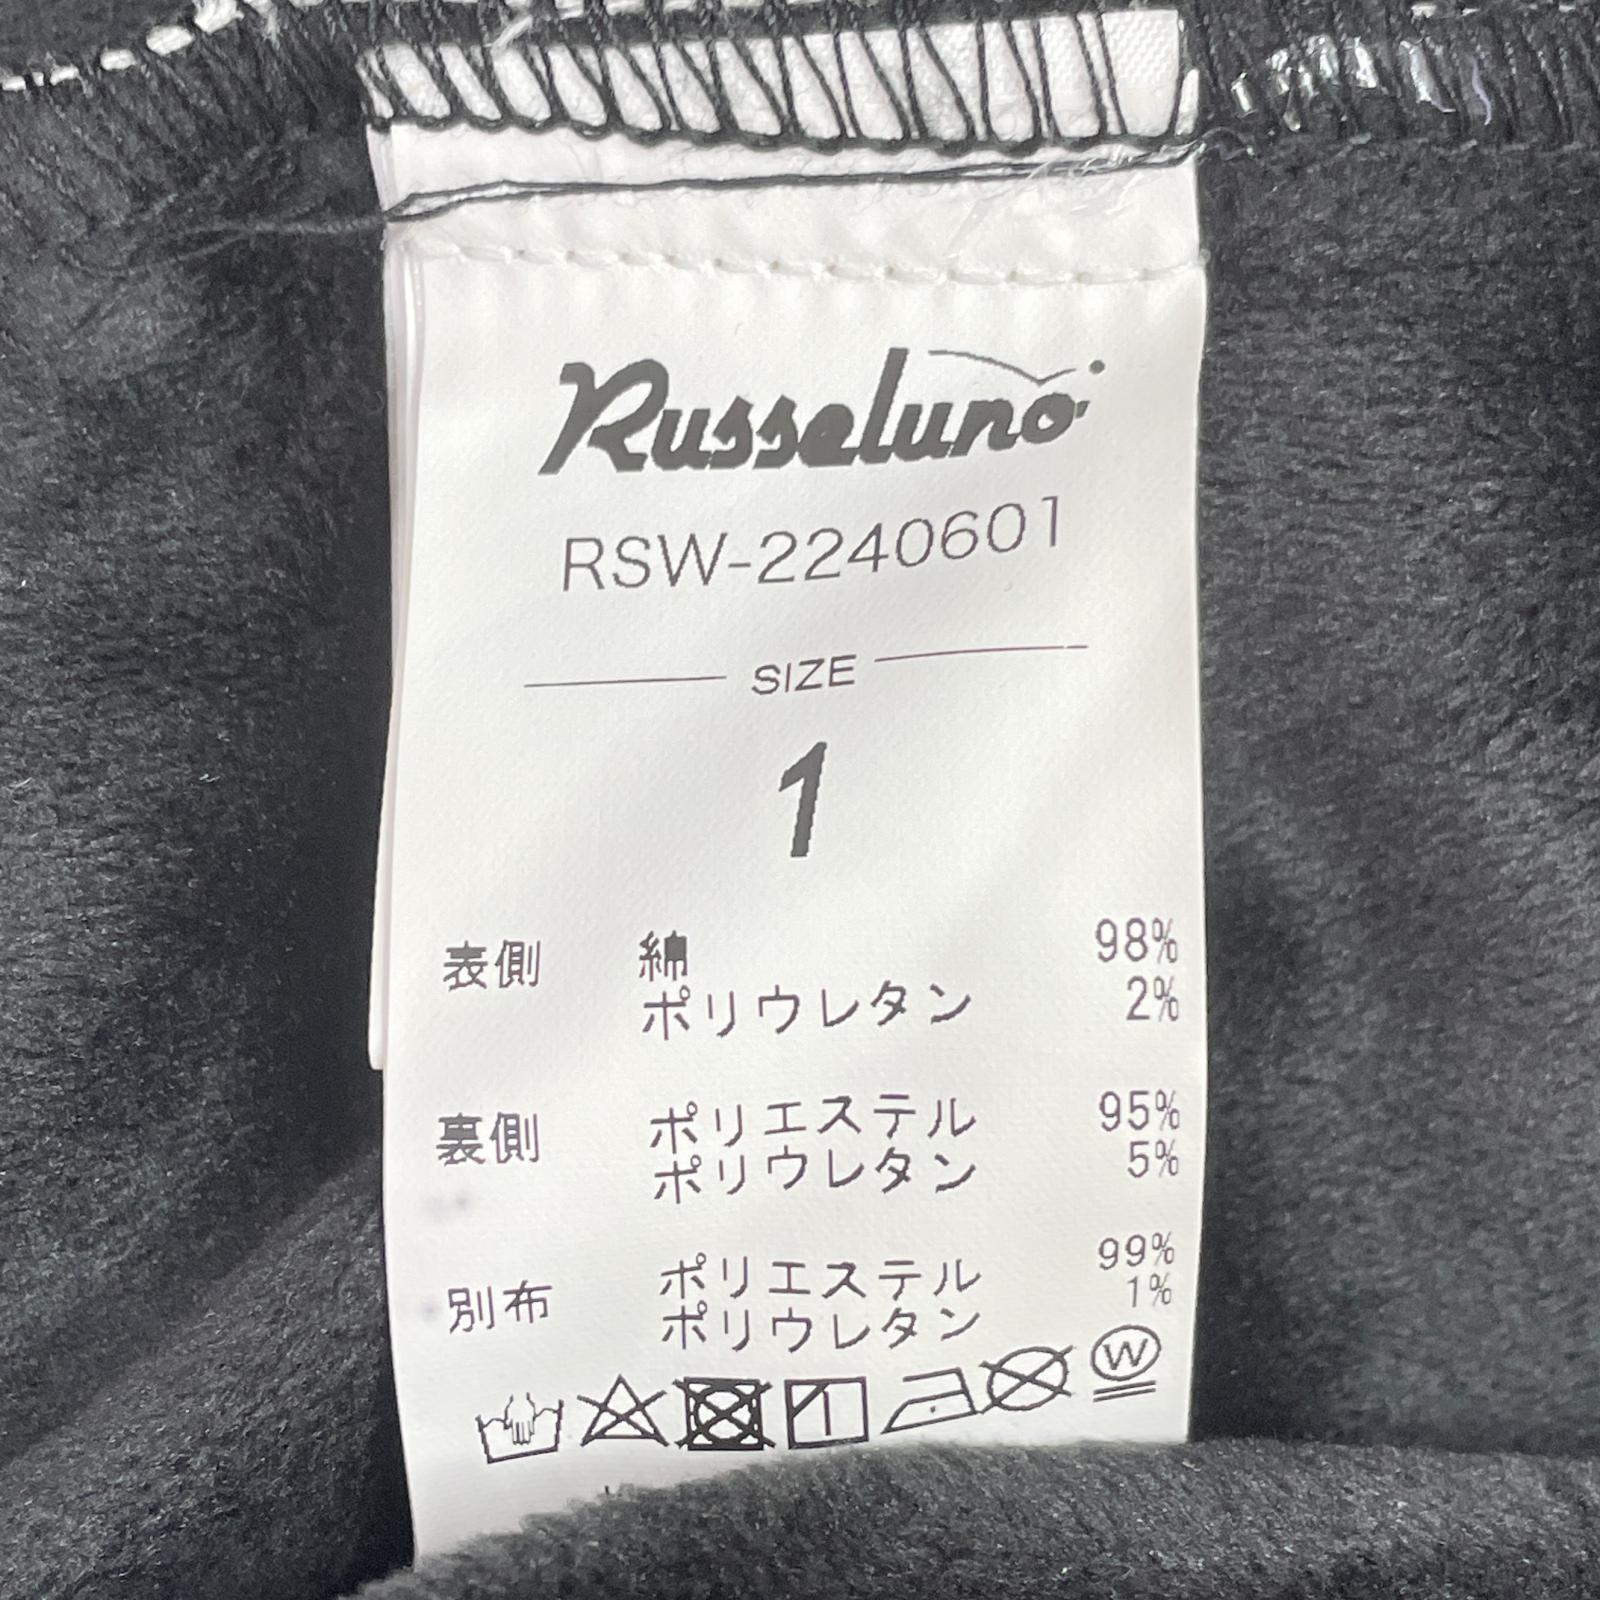 Russeluno
RSW-2240601
SIZE
1
表側 綿 98%
ポリウレタン 2%
裏側 ポリエステル 95%
ポリウレタン 5%
別布 ポリエステル 99%
ポリウレタン 1%
W